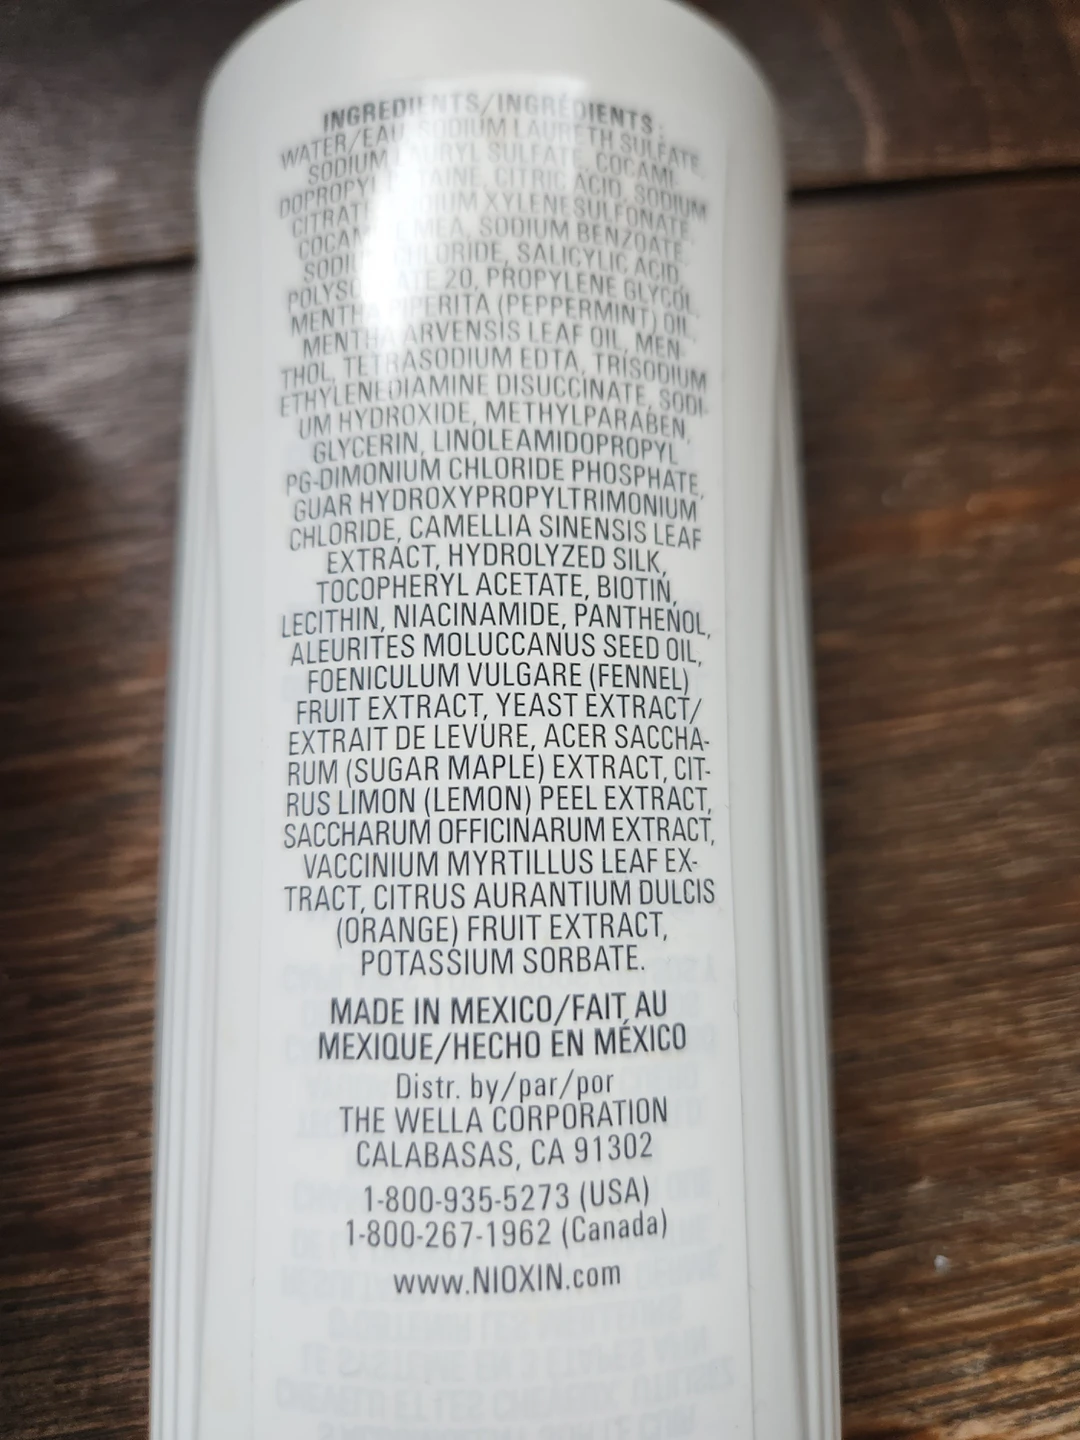 INGREDIENTS/INGRÉDIENTS:
WATER/EAU, SODIUM LAURETH SULFATE,
SODIUM LAURYL SULFATE, COCAMI-
DOPROPYL BETAINE, CITRIC ACID, SODIUM
CITRATE, SODIUM XYLENESULFONATE,
COCAMIDE MEA, SODIUM BENZOATE,
SODIUM CHLORIDE, SALICYLIC ACID,
POLYSORBATE 20, PROPYLENE GLYCOL,
MENTHA PIPERITA (PEPPERMINT) OIL,
MENTHA ARVENSIS LEAF OIL, MEN-
THOL, TETRASODIUM EDTA, TRISODIUM
ETHYLENEDIAMINE DISUCCINATE, SODI-
UM HYDROXIDE, METHYLPARABEN,
GLYCERIN, LINOLEAMIDOPROPYL
PG-DIMONIUM CHLORIDE PHOSPHATE,
GUAR HYDROXYPROPYLTRIMONIUM
CHLORIDE, CAMELLIA SINENSIS LEAF
EXTRACT, HYDROLYZED SILK,
TOCOPHERYL ACETATE, BIOTIN,
LECITHIN, NIACINAMIDE, PANTHENOL,
ALEURITES MOLUCCANUS SEED OIL,
FOENICULUM VULGARE (FENNEL)
FRUIT EXTRACT, YEAST EXTRACT/
EXTRAIT DE LEVURE, ACER SACCHA-
RUM (SUGAR MAPLE) EXTRACT, CIT-
RUS LIMON (LEMON) PEEL EXTRACT,
SACCHARUM OFFICINARUM EXTRACT,
VACCINIUM MYRTILLUS LEAF EX-
TRACT, CITRUS AURANTIUM DULCIS
(ORANGE) FRUIT EXTRACT,
POTASSIUM SORBATE.
MADE IN MEXICO/FAIT AU
MEXIQUE/HECHO EN MÉXICO
Distr. by/par/por
THE WELLA CORPORATION
CALABASAS, CA 91302
1-800-935-5273 (USA)
1-800-267-1962 (Canada)
www.NIOXIN.com